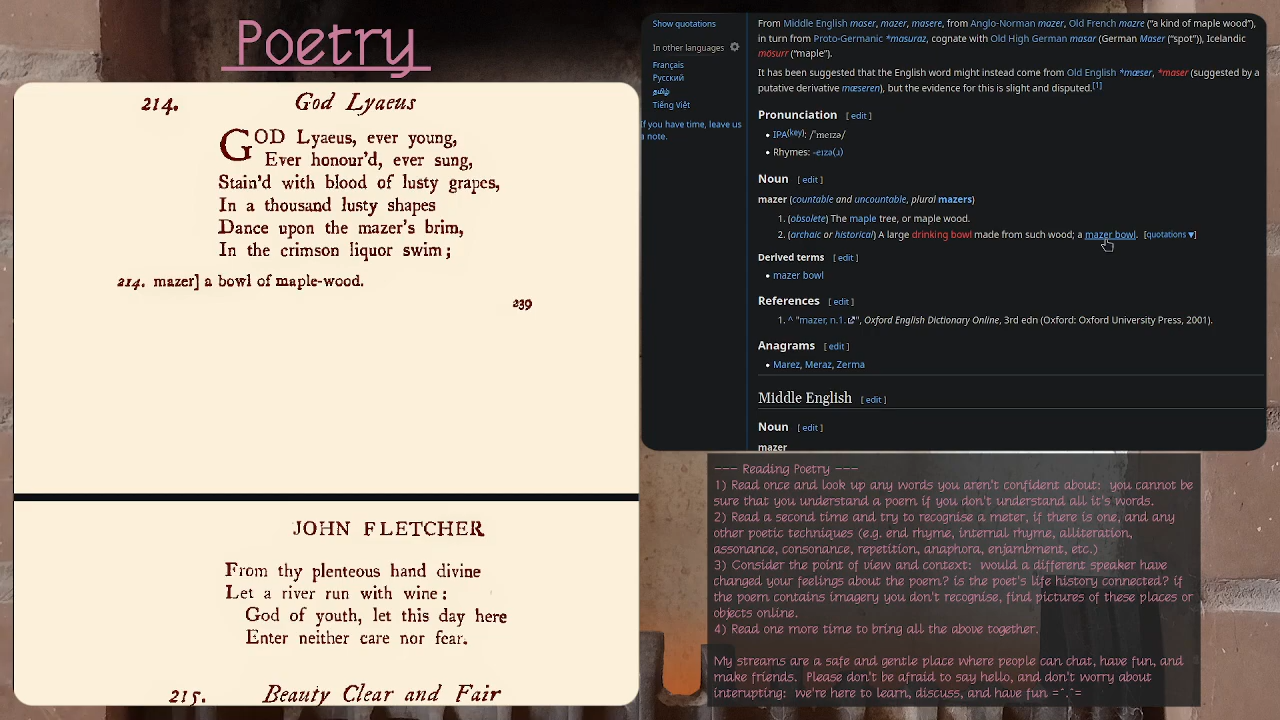 Poetry
214. God Lyaeus
GOD Lyaeus, ever young,
Ever honour'd, ever sung,
Stain'd with blood of lusty grapes,
In a thousand lusty shapes
Dance upon the mazer's brim,
In the crimson liquor swim;
214. mazer] a bowl of maple-wood.
239
JOHN FLETCHER
From thy plenteous hand divine
Let a river run with wine:
God of youth, let this day here
Enter neither care nor fear.
215. Beauty Clear and Fair
Show quotations
In other languages
Français
Русский
தமிழ்
Tiếng Việt
If you have time, leave us
a note.
From Middle English maser, mazer, masere, from Anglo-Norman mazer, Old French mazre (“a kind of maple wood”),
in turn from Proto-Germanic *masuraz, cognate with Old High German masar (German Maser (“spot”)), Icelandic
mösurr (“maple”).
It has been suggested that the English word might instead come from Old English *mæser, *maser (suggested by a
putative derivative mæseren), but the evidence for this is slight and disputed.[1]
Pronunciation [ edit ]
• IPA(key): /ˈmeɪzə/
• Rhymes: -eɪzə(ɹ)
Noun [ edit ]
mazer (countable and uncountable, plural mazers)
1. (obsolete) The maple tree, or maple wood.
2. (archaic or historical) A large drinking bowl made from such wood; a mazer bowl. [quotations ▼]
Derived terms [ edit ]
• mazer bowl
References [ edit ]
1. ^ "mazer, n.1.", Oxford English Dictionary Online, 3rd edn (Oxford: Oxford University Press, 2001).
Anagrams [ edit ]
• Marez, Meraz, Zerma
Middle English [ edit ]
Noun [ edit ]
mazer
--- Reading Poetry ---
1) Read once and look up any words you aren't confident about: you cannot be
sure that you understand a poem if you don't understand all it's words.
2) Read a second time and try to recognise a meter, if there is one, and any
other poetic techniques (e.g. end rhyme, internal rhyme, alliteration,
assonance, consonance, repetition, anaphora, enjambment, etc.)
3) Consider the point of view and context: would a different speaker have
changed your feelings about the poem? is the poet's life history connected? if
the poem contains imagery you don't recognise, find pictures of these places or
objects online.
4) Read one more time to bring all the above together.
My streams are a safe and gentle place where people can chat, have fun, and
make friends. Please don't be afraid to say hello, and don't worry about
interupting: we're here to learn, discuss, and have fun =^.^=